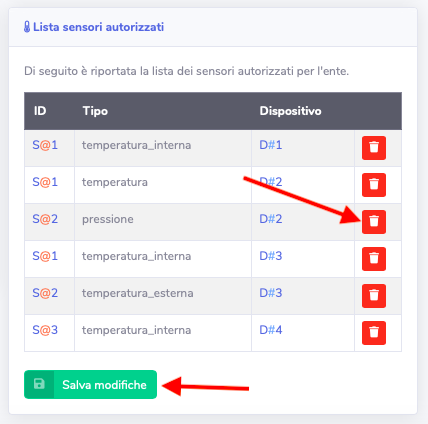 Lista sensori autorizzati
Di seguito è riportata la lista dei sensori autorizzati per l'ente.
ID Tipo Dispositivo
S@1 temperatura_interna D#1
S@1 temperatura D#2
S@2 pressione D#2
S@1 temperatura_interna D#3
S@2 temperatura_esterna D#3
S@3 temperatura_interna D#4
Salva modifiche